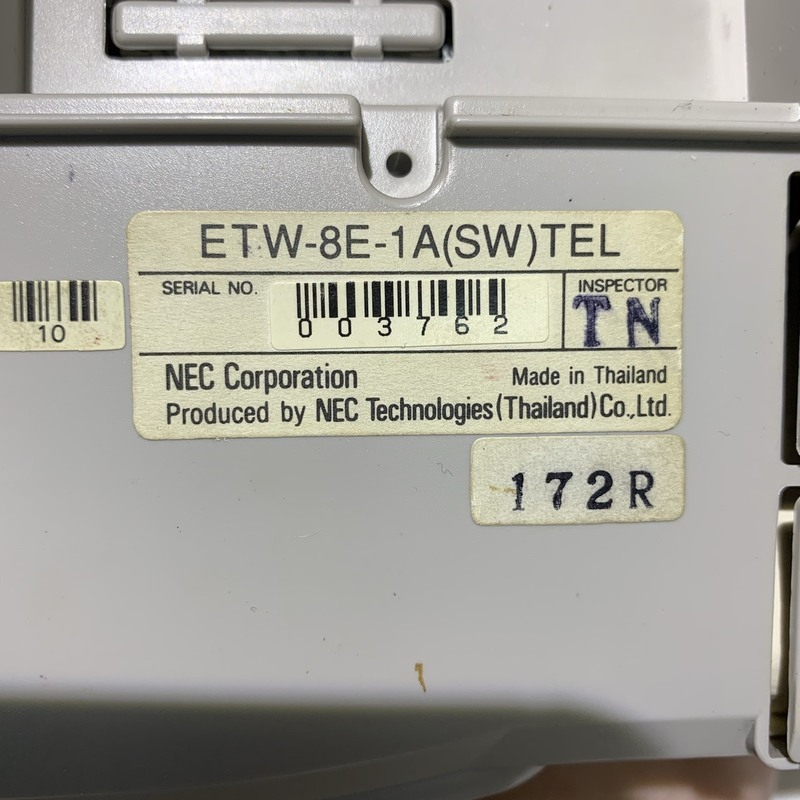 ETW-8E-1A(SW)TEL
SERIAL NO.
003762
INSPECTOR
TN
10
NEC Corporation
Made in Thailand
Produced by NEC Technologies(Thailand)Co.,Ltd.
172R